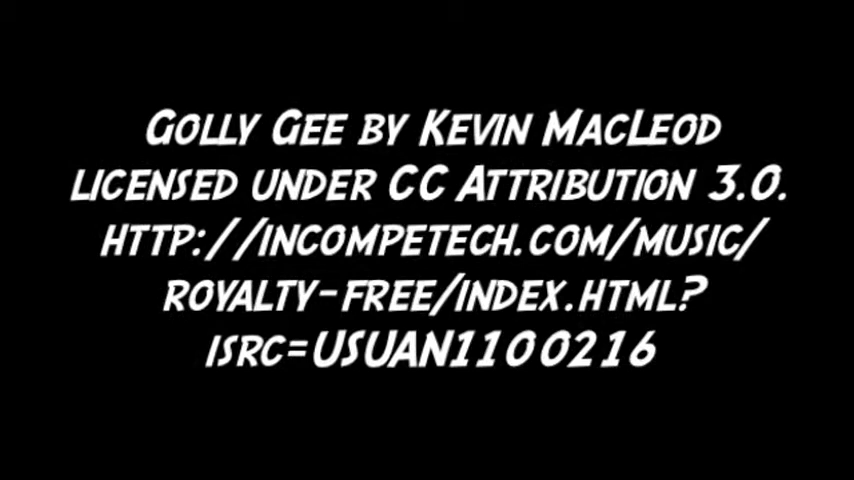 Golly Gee by Kevin MacLeod
licensed under CC Attribution 3.0.
http://incompetech.com/music/
royalty-free/index.html?
isrc=USUAN1100216